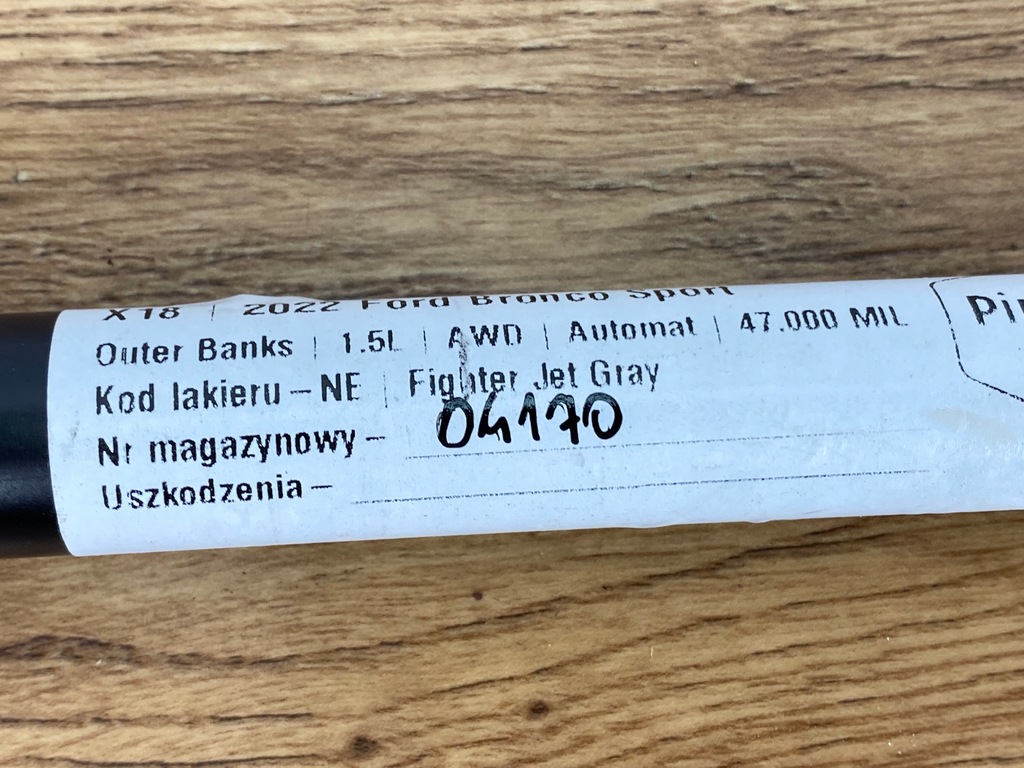 X18 | 2022 Ford Bronco Sport
Outer Banks | 1.5L | AWD | Automat | 47.000 MIL
Kod lakieru – NE | Fighter Jet Gray
Nr magazynowy – 04170
Uszkodzenia –